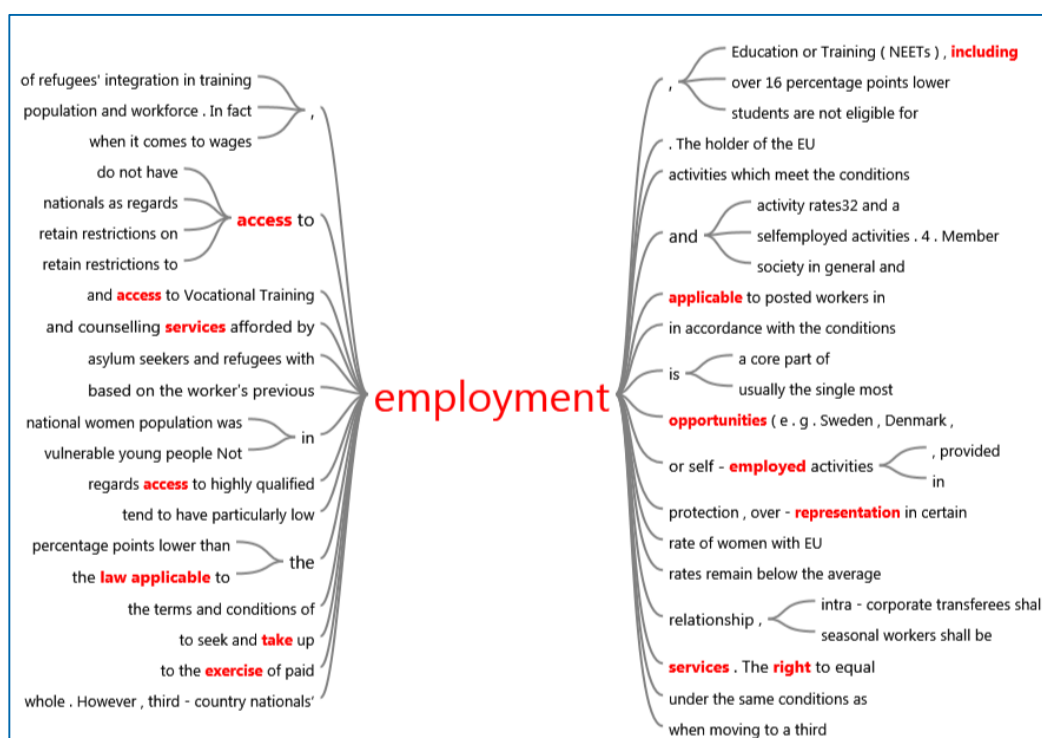 of refugees' integration in training
population and workforce . In fact
when it comes to wages
,
do not have
nationals as regards
retain restrictions on
retain restrictions to
access to
and access to Vocational Training
and counselling services afforded by
asylum seekers and refugees with
based on the worker's previous
national women population was
vulnerable young people Not
in
regards access to highly qualified
tend to have particularly low
percentage points lower than
the law applicable to
the
the terms and conditions of
to seek and take up
to the exercise of paid
whole . However , third - country nationals'
employment
,
Education or Training ( NEETs ) , including
over 16 percentage points lower
students are not eligible for
. The holder of the EU
activities which meet the conditions
and
activity rates32 and a
selfemployed activities . 4 . Member
society in general and
applicable to posted workers in
in accordance with the conditions
is
a core part of
usually the single most
opportunities ( e . g . Sweden , Denmark ,
or self - employed activities
, provided
in
protection , over - representation in certain
rate of women with EU
rates remain below the average
relationship ,
intra - corporate transferees shal
seasonal workers shall be
services . The right to equal
under the same conditions as
when moving to a third